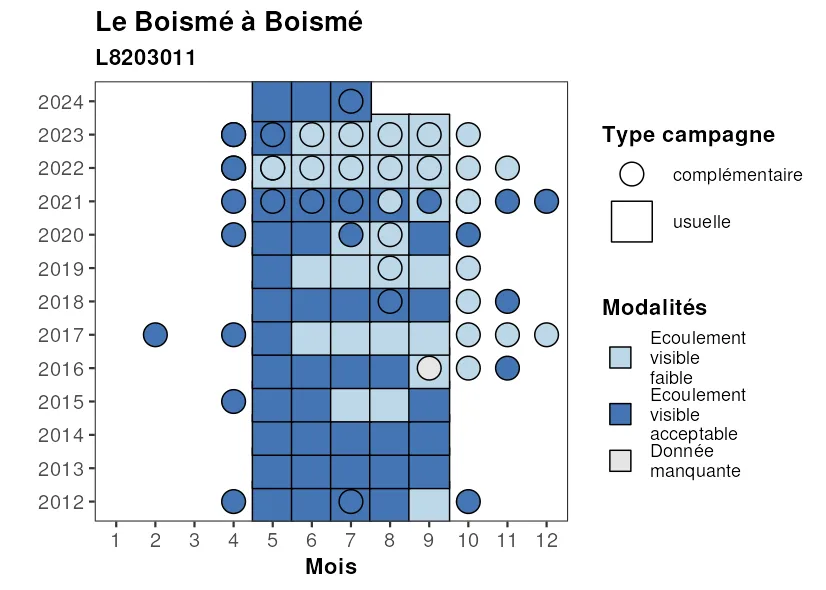 Le Boismé à Boismé
L8203011
2024
2023
2022
2021
2020
2019
2018
2017
2016
2015
2014
2013
2012
1 2 3 4 5 6 7 8 9 10 11 12
Mois
Type campagne
complémentaire
usuelle
Modalités
Ecoulement
visible
faible
Ecoulement
visible
acceptable
Donnée
manquante